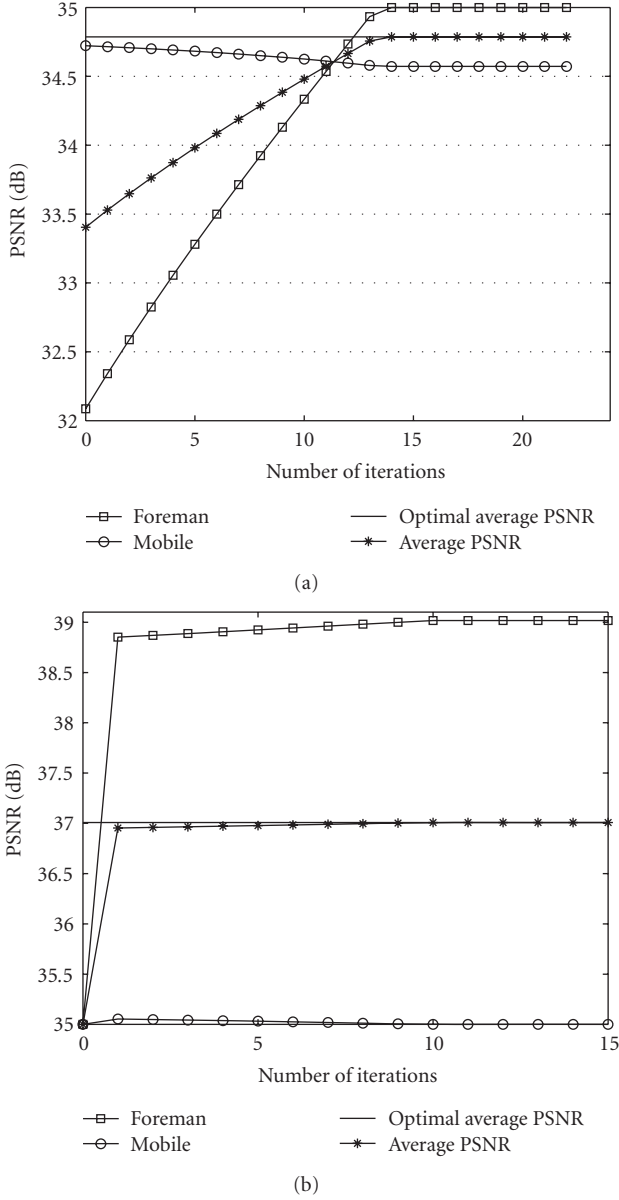 35
34.5
34
33.5
33
32.5
32
PSNR (dB)
0 5 10 15 20
Number of iterations
Foreman
Mobile
Optimal average PSNR
Average PSNR
(a)
39
38.5
38
37.5
37
36.5
36
35.5
35
PSNR (dB)
0 5 10 15
Number of iterations
Foreman
Mobile
Optimal average PSNR
Average PSNR
(b)